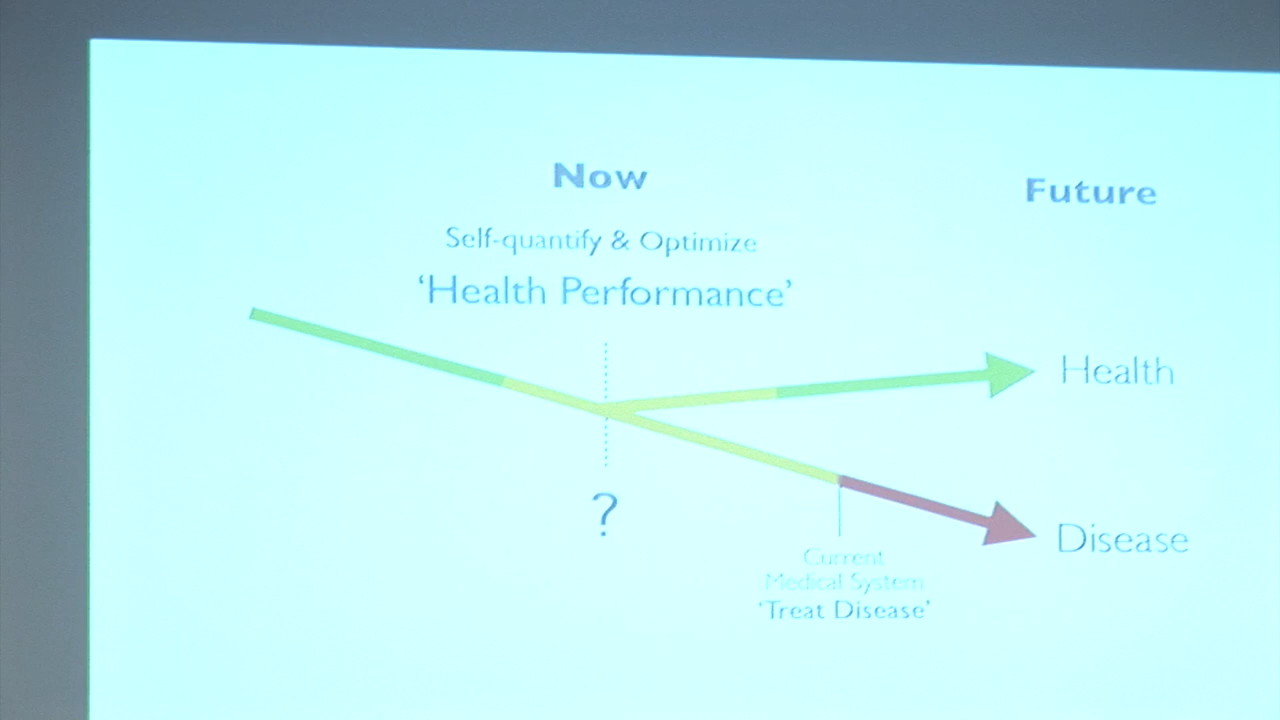 Now
Future
Self-quantify & Optimize
‘Health Performance’
Health
?
Disease
Current
Medical System
‘Treat Disease’